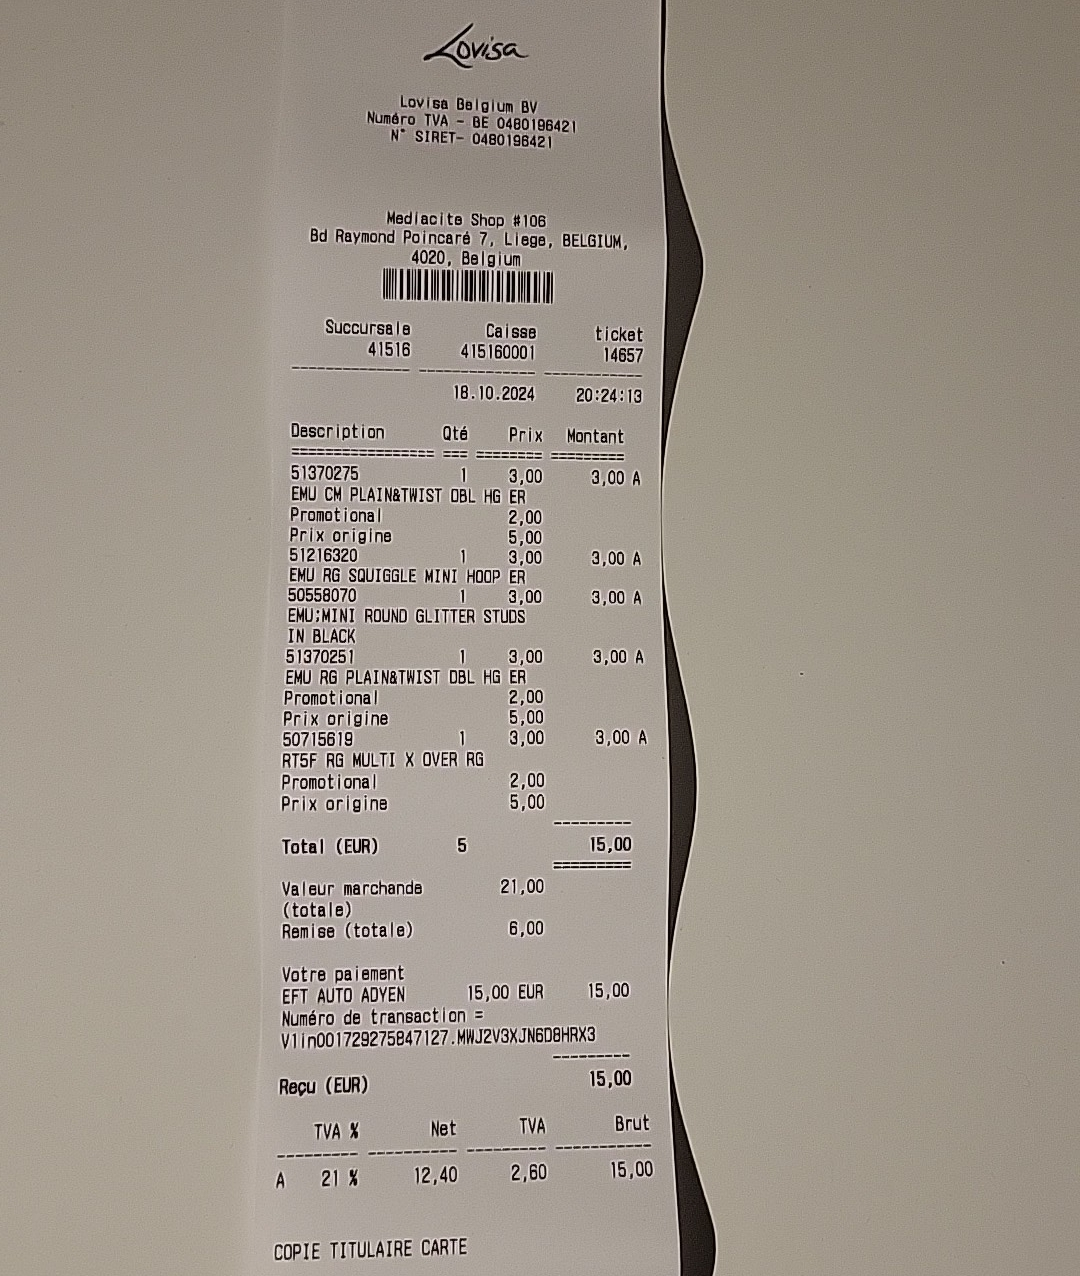 Lovisa
Lovisa Belgium BV
Numéro TVA - BE 0480196421
N° SIRET- 0480196421
Mediacite Shop #106
Bd Raymond Poincaré 7, Liege, BELGIUM,
4020, Belgium
Succursale Caisse ticket
41516 415160001 14657
18.10.2024 20:24:13
Description Qté Prix Montant
51370275 1 3,00 3,00 A
EMU CM PLAIN&TWIST DBL HG ER
Promotional 2,00
Prix origine 5,00
51216320 1 3,00 3,00 A
EMU RG SQUIGGLE MINI HOOP ER
50558070 1 3,00 3,00 A
EMU;MINI ROUND GLITTER STUDS
IN BLACK
51370251 1 3,00 3,00 A
EMU RG PLAIN&TWIST DBL HG ER
Promotional 2,00
Prix origine 5,00
50715619 1 3,00 3,00 A
RT5F RG MULTI X OVER RG
Promotional 2,00
Prix origine 5,00
Total (EUR) 5 15,00
Valeur marchande 21,00
(totale)
Remise (totale) 6,00
Votre paiement
EFT AUTO ADYEN 15,00 EUR 15,00
Numéro de transaction =
V1in001729275847127.MWJ2V3XJN6D8HRX3
Reçu (EUR) 15,00
TVA % Net TVA Brut
A 21 % 12,40 2,60 15,00
COPIE TITULAIRE CARTE